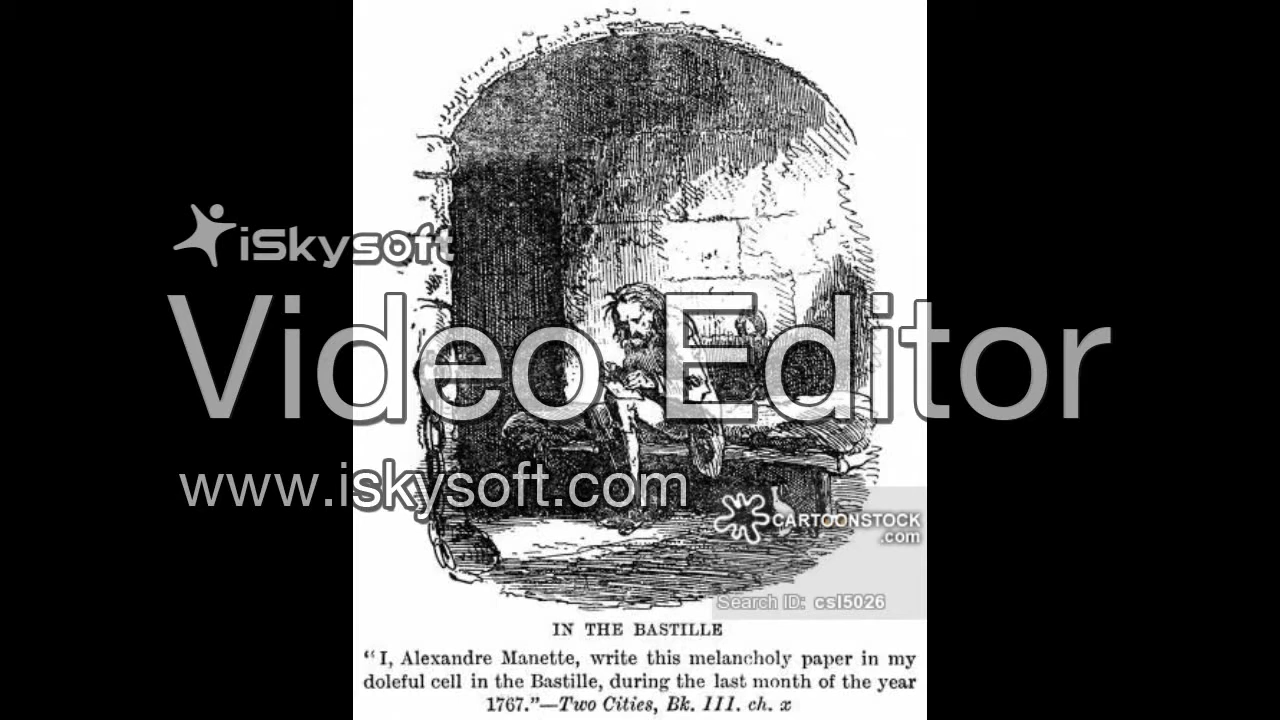 iSkysoft
Video Editor
www.iskysoft.com
CARTOONSTOCK
.com
Search ID: csl5026
IN THE BASTILLE
"I, Alexandre Manette, write this melancholy paper in my
doleful cell in the Bastille, during the last month of the year
1767."—Two Cities, Bk. III. ch. x